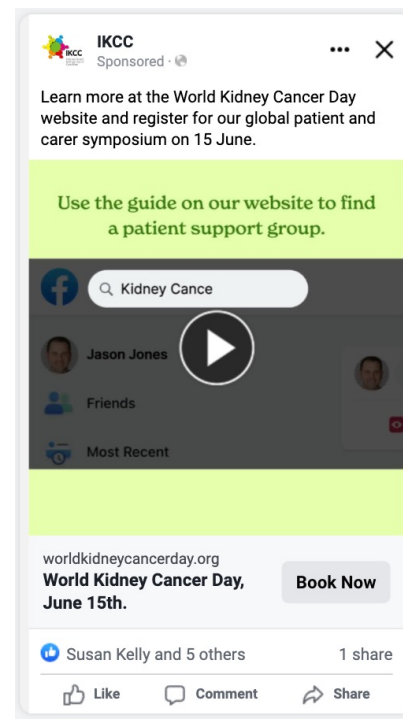 IKCC
IKCC
Sponsored ·
Learn more at the World Kidney Cancer Day
website and register for our global patient and
carer symposium on 15 June.
Use the guide on our website to find
a patient support group.
Kidney Cance
Jason Jones
Friends
Most Recent
worldkidneycancerday.org
World Kidney Cancer Day,
June 15th.
Book Now
Susan Kelly and 5 others
1 share
Like
Comment
Share